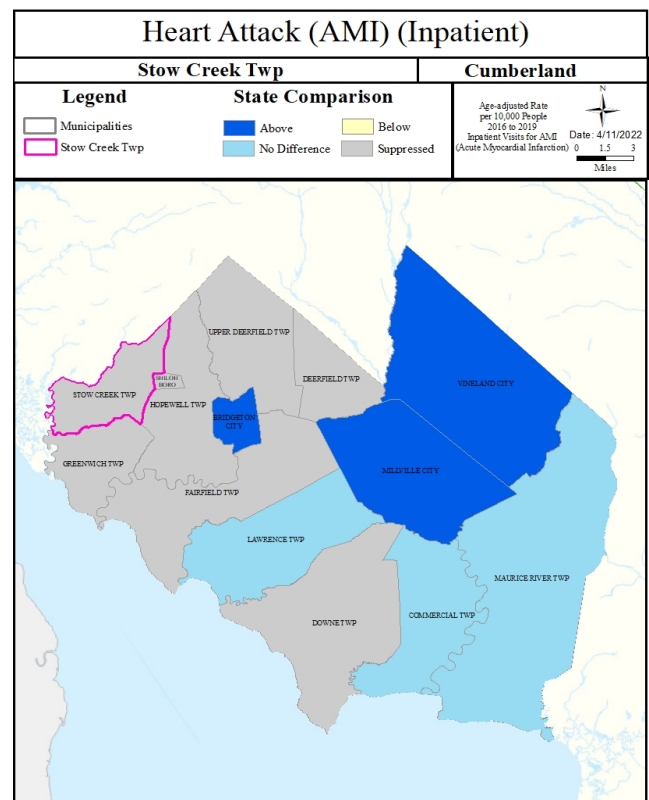 Heart Attack (AMI) (Inpatient)
Stow Creek Twp
Cumberland
Legend
Municipalities
Stow Creek Twp
State Comparison
Above
Below
No Difference
Suppressed
Age-adjusted Rate
per 10,000 People
2016 to 2019
Inpatient Visits for AMI
(Acute Myocardial Infarction)
N
Date: 4/11/2022
0 1.5 3
Miles
UPPER DEERFIELD TWP
DEERFIELD TWP
VINELAND CITY
SHILOH
BORO
STOW CREEK TWP
HOPEWELL TWP
BRIDGETON
CITY
GREENWICH TWP
MILLVILLE CITY
FAIRFIELD TWP
LAWRENCE TWP
MAURICE RIVER TWP
COMMERCIAL TWP
DOWNE TWP